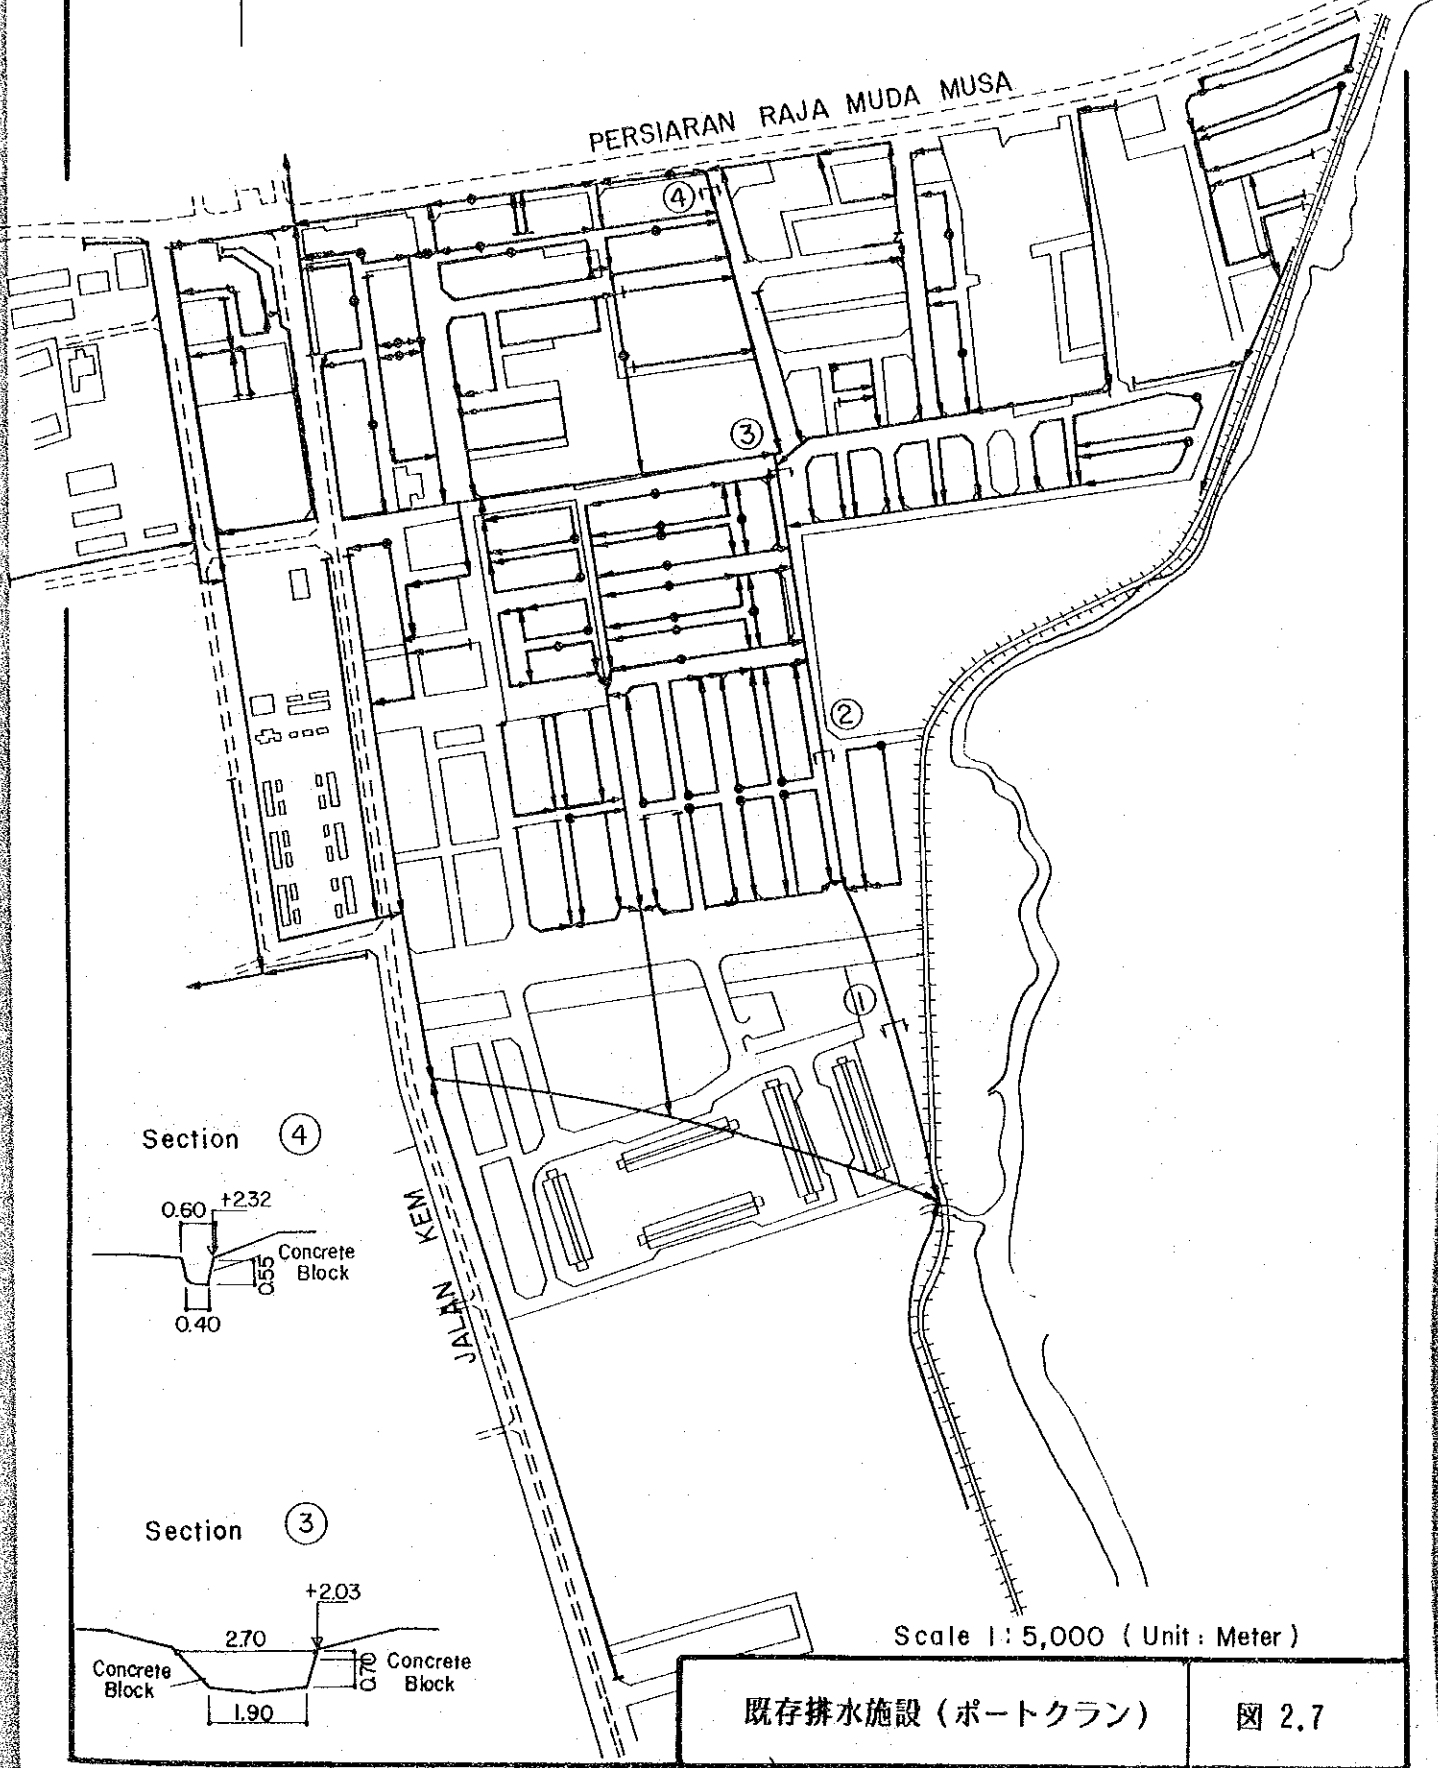 PERSIARAN RAJA MUDA MUSA
④
③
②
①
JALAN KEM
Section ④
0.60
+2.32
Concrete
Block
0.55
0.40
Section ③
+2.03
2.70
Concrete
Block
0.70
Concrete
Block
1.90
Scale 1:5,000 (Unit: Meter)
既存排水施設(ポートクラン)
図 2.7